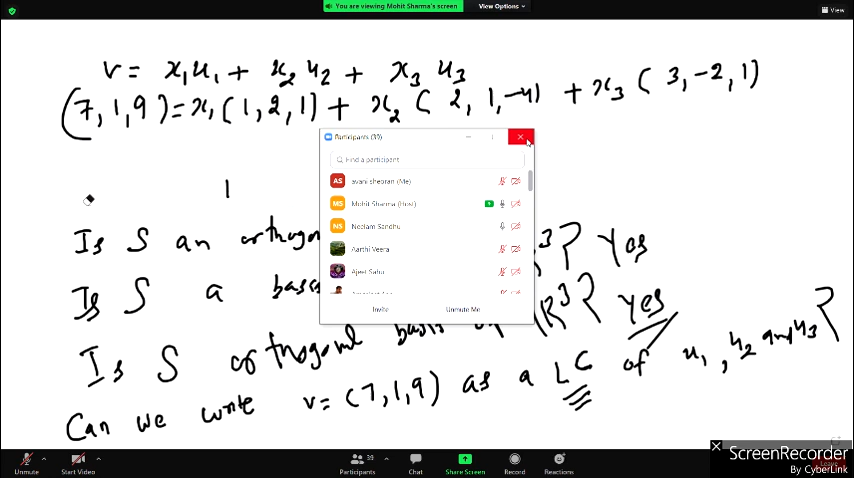 You are viewing Mohit Sharma's screen
View Options
View
v = x1u1 + x2u2 + x3u3
(7,1,9) = x1(1,2,1) + x2(2,1,-4) + x3(3,-2,1)
Participants (39)
Find a participant
AS avani sheoran (Me)
MS Mohit Sharma (Host)
NS Neelam Sandhu
Aarthi Veera
Ajeet Sahu
Invite
Unmute Me
Is S an orthogo 3? Yes
Is S a bas R3? Yes
Is S orthogonal basis of
Can we write v = (7,1,9) as a LC of u1, u2 and u3?
Unmute
Start Video
39
Participants
Chat
Share Screen
Record
Reactions
Leave
ScreenRecorder
By CyberLink